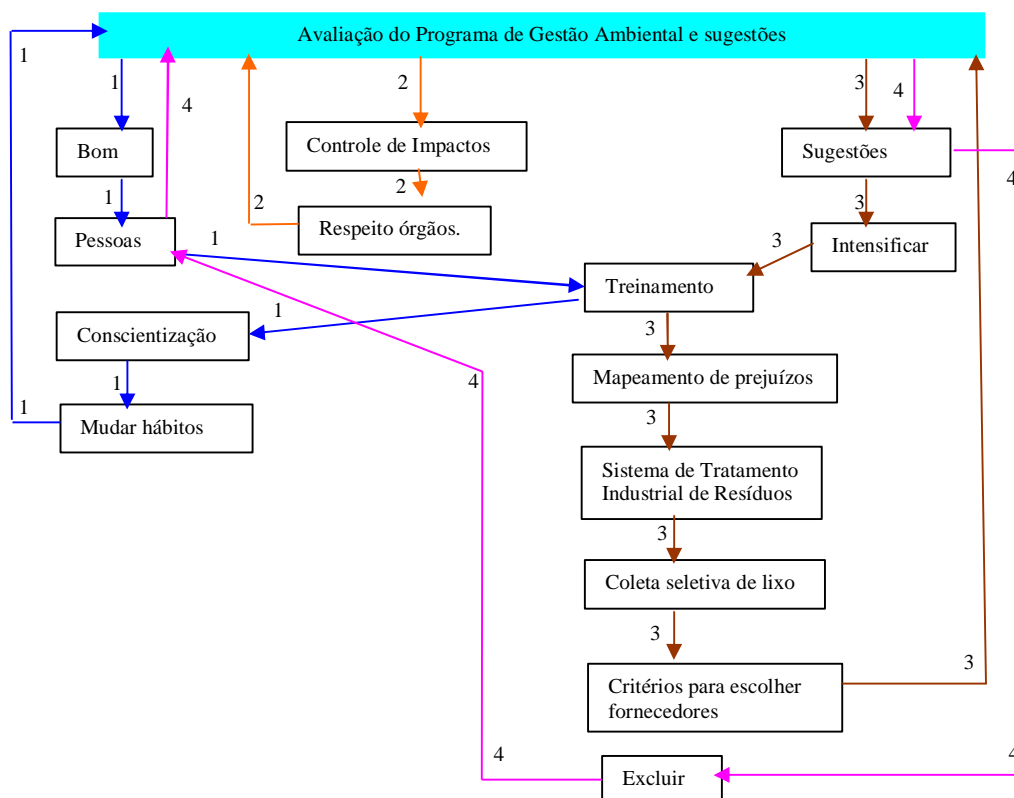 Avaliação do Programa de Gestão Ambiental e sugestões
1
1
4
2
2
3
4
Bom
Controle de Impactos
Sugestões
4
1
2
3
Pessoas
1
2
Respeito órgãos.
3
Intensificar
Treinamento
Conscientização
1
3
1
4
Mapeamento de prejuízos
1
Mudar hábitos
3
Sistema de Tratamento
Industrial de Resíduos
3
Coleta seletiva de lixo
3
3
Critérios para escolher
fornecedores
4
4
Excluir